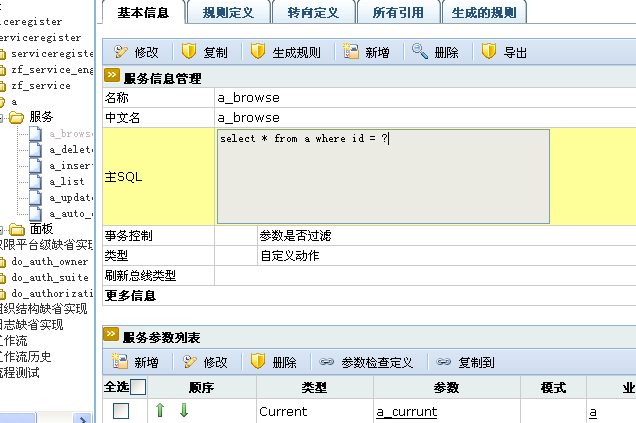 基本信息 规则定义 转向定义 所有引用 生成的规则
修改 复制 生成规则 新增 删除 导出
serviceregister
zf_service_eng
zf_service
a
服务
a_browse
a_delet
a_inser
a_list
a_updat
a_auto_
面板
权限平台级缺省实现
do_auth_owner
do_auth_suite
do_authorizati
组织结构缺省实现
日志缺省实现
工作流
工作流历史
流程测试
服务信息管理
名称 a_browse
中文名 a_browse
主SQL select * from a where id = ?
事务控制 参数是否过滤
类型 自定义动作
刷新总线类型
更多信息
服务参数列表
新增 修改 删除 参数检查定义 复制到
全选 顺序 类型 参数 模式 业
Current a_currunt a